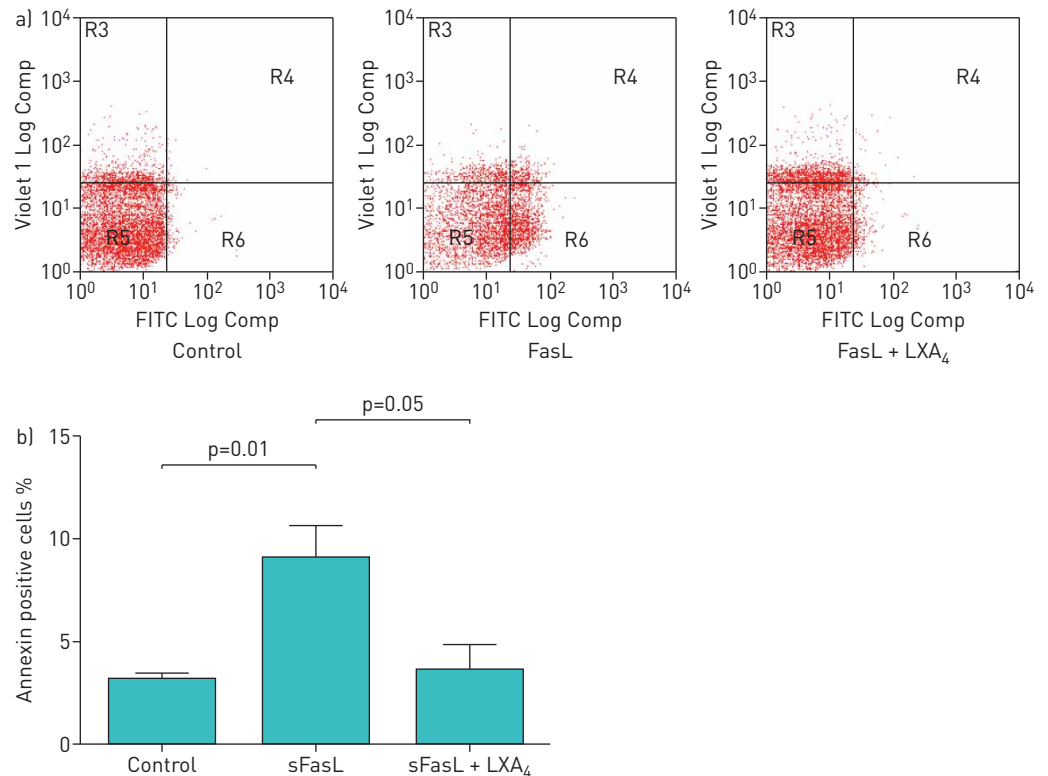 a)
10⁴
10³
10²
10¹
10⁰
Violet 1 Log Comp
R3
R4
R5
R6
10⁰ 10¹ 10² 10³ 10⁴
FITC Log Comp
Control
10⁴
10³
10²
10¹
10⁰
Violet 1 Log Comp
R3
R4
R5
R6
10⁰ 10¹ 10² 10³ 10⁴
FITC Log Comp
FasL
10⁴
10³
10²
10¹
10⁰
Violet 1 Log Comp
R3
R4
R5
R6
10⁰ 10¹ 10² 10³ 10⁴
FITC Log Comp
FasL + LXA₄
b)
15
10
5
0
Annexin positive cells %
p=0.05
p=0.01
Control sFasL sFasL + LXA₄